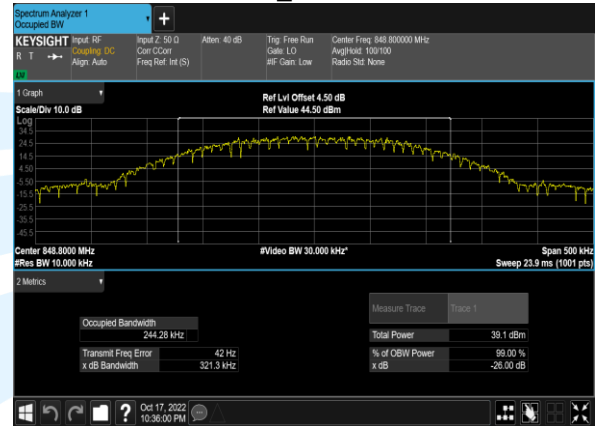 Spectrum Analyzer 1
Occupied BW
+
KEYSIGHT Input: RF Input Z: 50 Ω Atten: 40 dB Trig: Free Run Center Freq: 848.800000 MHz
R T Coupling: DC Corr CCorr Gate: LO Avg|Hold: 100/100
Align: Auto Freq Ref: Int (S) #IF Gain: Low Radio Std: None
LXI
1 Graph
Ref Lvl Offset 4.50 dB
Scale/Div 10.0 dB Ref Value 44.50 dBm
Log
34.5
24.5
14.5
4.50
-5.50
-15.5
-25.5
-35.5
-45.5
Center 848.8000 MHz #Video BW 30.000 kHz* Span 500 kHz
#Res BW 10.000 kHz Sweep 23.9 ms (1001 pts)
2 Metrics
Measure Trace Trace 1
Occupied Bandwidth
244.28 kHz Total Power 39.1 dBm
Transmit Freq Error 42 Hz % of OBW Power 99.00 %
x dB Bandwidth 321.3 kHz x dB -26.00 dB
? Oct 17, 2022
10:36:00 PM